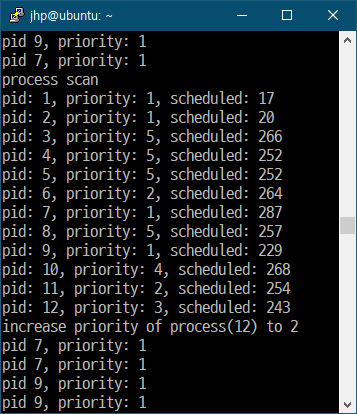 jhp@ubuntu: ~
pid 9, priority: 1
pid 7, priority: 1
process scan
pid: 1, priority: 1, scheduled: 17
pid: 2, priority: 1, scheduled: 20
pid: 3, priority: 5, scheduled: 266
pid: 4, priority: 5, scheduled: 252
pid: 5, priority: 5, scheduled: 252
pid: 6, priority: 2, scheduled: 264
pid: 7, priority: 1, scheduled: 287
pid: 8, priority: 5, scheduled: 257
pid: 9, priority: 1, scheduled: 229
pid: 10, priority: 4, scheduled: 268
pid: 11, priority: 2, scheduled: 254
pid: 12, priority: 3, scheduled: 243
increase priority of process(12) to 2
pid 7, priority: 1
pid 7, priority: 1
pid 9, priority: 1
pid 9, priority: 1